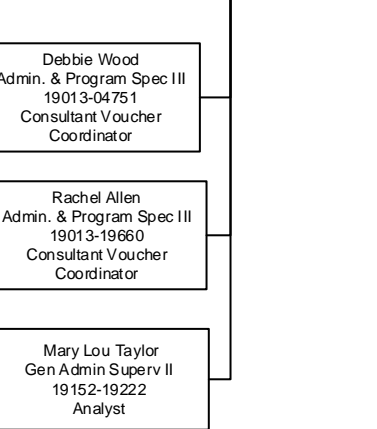 Debbie Wood
Admin. & Program Spec III
19013-04751
Consultant Voucher
Coordinator
Rachel Allen
Admin. & Program Spec III
19013-19660
Consultant Voucher
Coordinator
Mary Lou Taylor
Gen Admin Superv II
19152-19222
Analyst